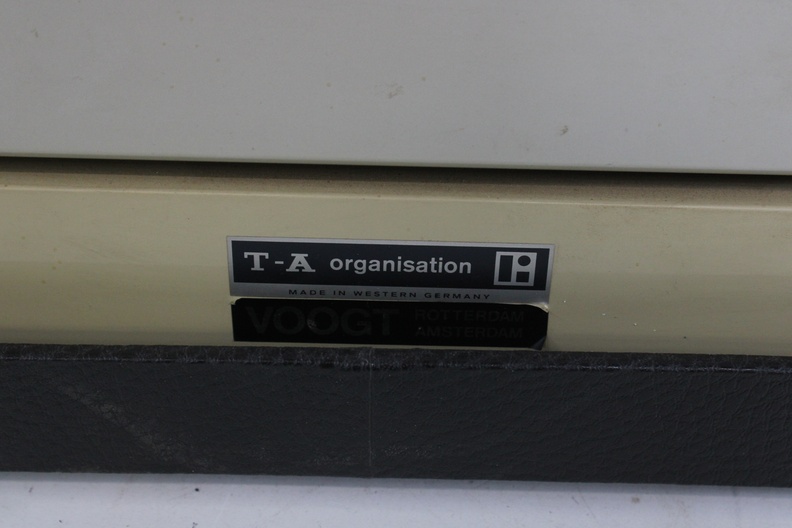 T-A organisation
MADE IN WESTERN GERMANY
VOOGT ROTTERDAM
AMSTERDAM